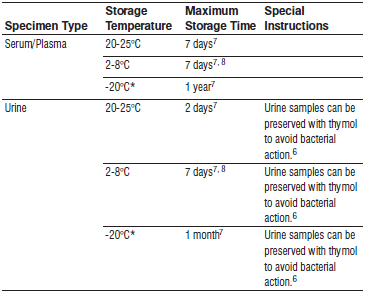 Storage Maximum Special
Specimen Type Temperature Storage Time Instructions
Serum/Plasma 20-25°C 7 days7
2-8°C 7 days7, 8
-20°C* 1 year7
Urine 20-25°C 2 days7 Urine samples can be
preserved with thymol
to avoid bacterial
action.6
2-8°C 7 days7, 8 Urine samples can be
preserved with thymol
to avoid bacterial
action.6
-20°C* 1 month7 Urine samples can be
preserved with thymol
to avoid bacterial
action.6